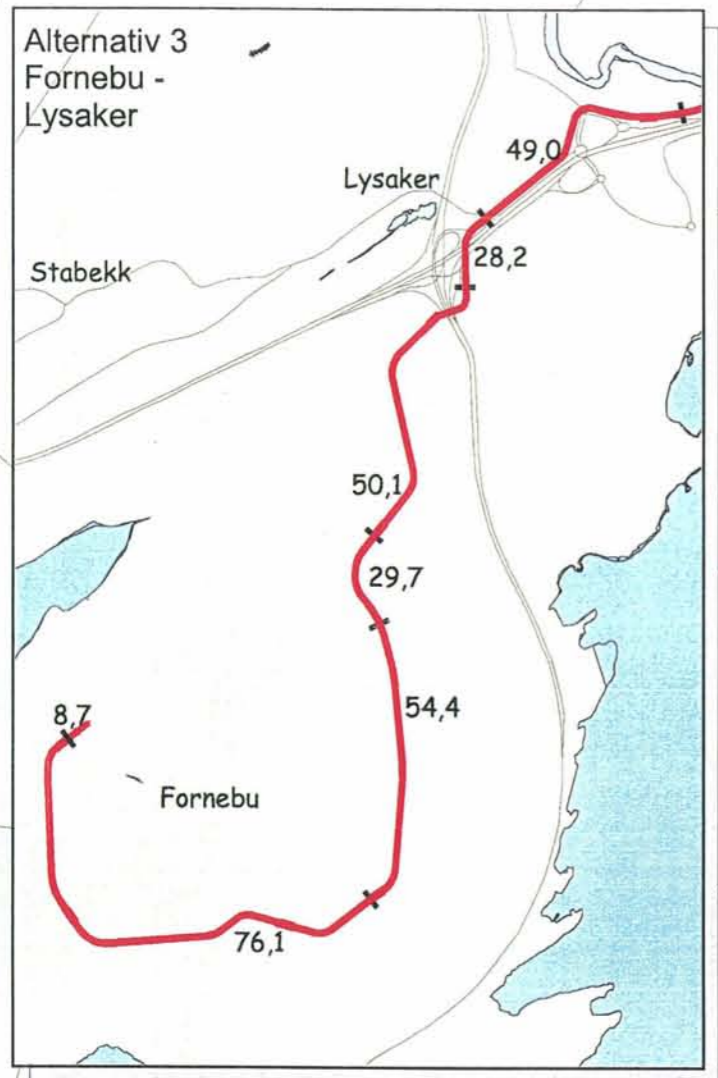 Alternativ 3
Fornebu -
Lysaker
49,0
Lysaker
28,2
Stabekk
50,1
29,7
54,4
8,7
Fornebu
76,1